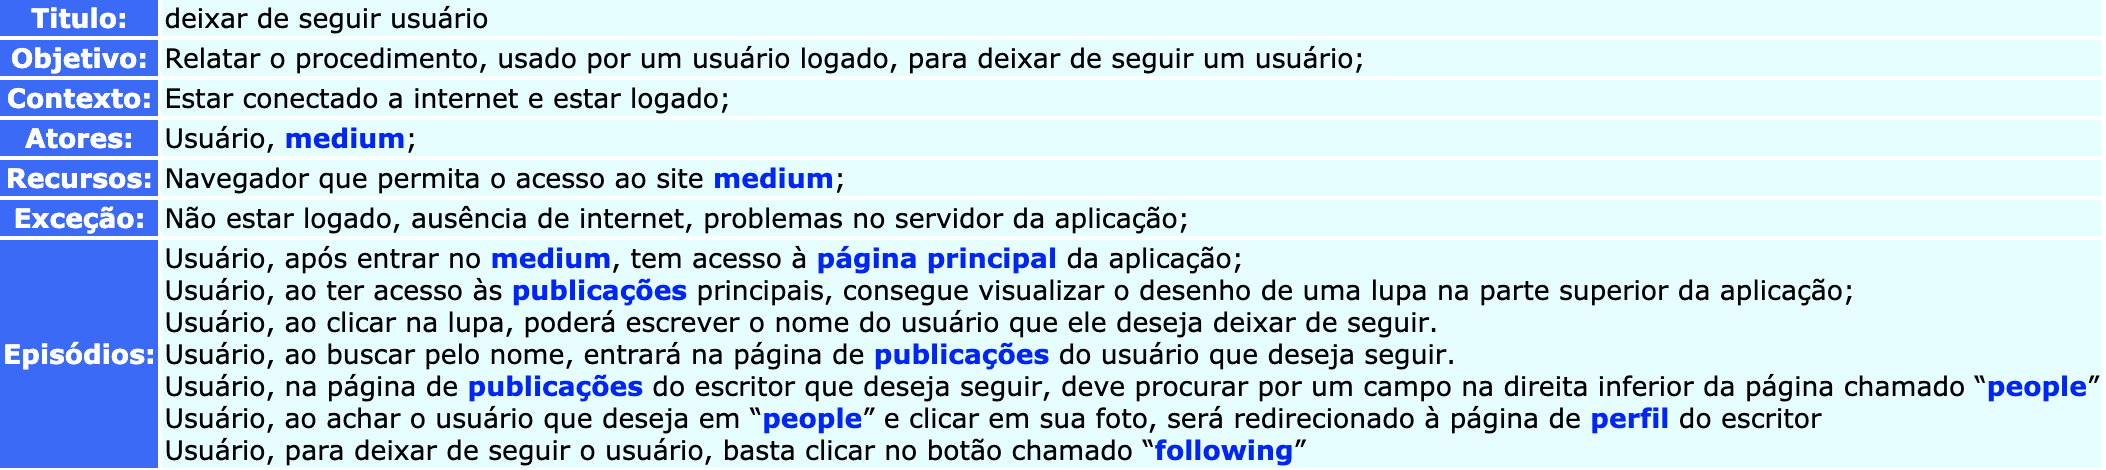 Titulo: deixar de seguir usuário
Objetivo: Relatar o procedimento, usado por um usuário logado, para deixar de seguir um usuário;
Contexto: Estar conectado a internet e estar logado;
Atores: Usuário, medium;
Recursos: Navegador que permita o acesso ao site medium;
Exceção: Não estar logado, ausência de internet, problemas no servidor da aplicação;
Episódios:
Usuário, após entrar no medium, tem acesso à página principal da aplicação;
Usuário, ao ter acesso às publicações principais, consegue visualizar o desenho de uma lupa na parte superior da aplicação;
Usuário, ao clicar na lupa, poderá escrever o nome do usuário que ele deseja deixar de seguir.
Usuário, ao buscar pelo nome, entrará na página de publicações do usuário que deseja seguir.
Usuário, na página de publicações do escritor que deseja seguir, deve procurar por um campo na direita inferior da página chamado “people”
Usuário, ao achar o usuário que deseja em “people” e clicar em sua foto, será redirecionado à página de perfil do escritor
Usuário, para deixar de seguir o usuário, basta clicar no botão chamado “following”